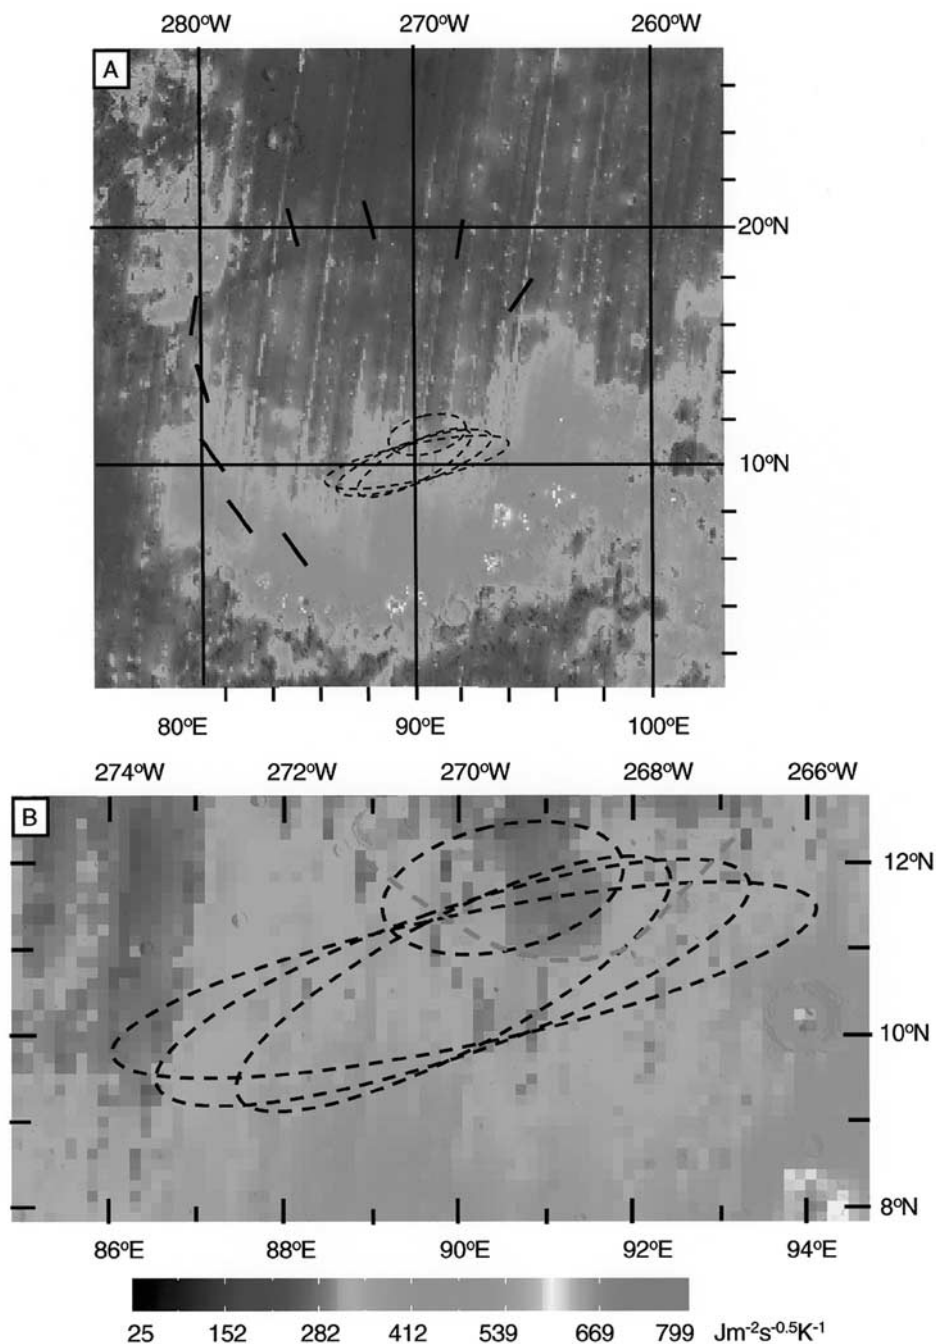 280ºW 270ºW 260ºW
A
20ºN
10ºN
80ºE 90ºE 100ºE
274ºW 272ºW 270ºW 268ºW 266ºW
B
12ºN
10ºN
8ºN
86ºE 88ºE 90ºE 92ºE 94ºE
25 152 282 412 539 669 799 Jm⁻²s⁻⁰·⁵K⁻¹